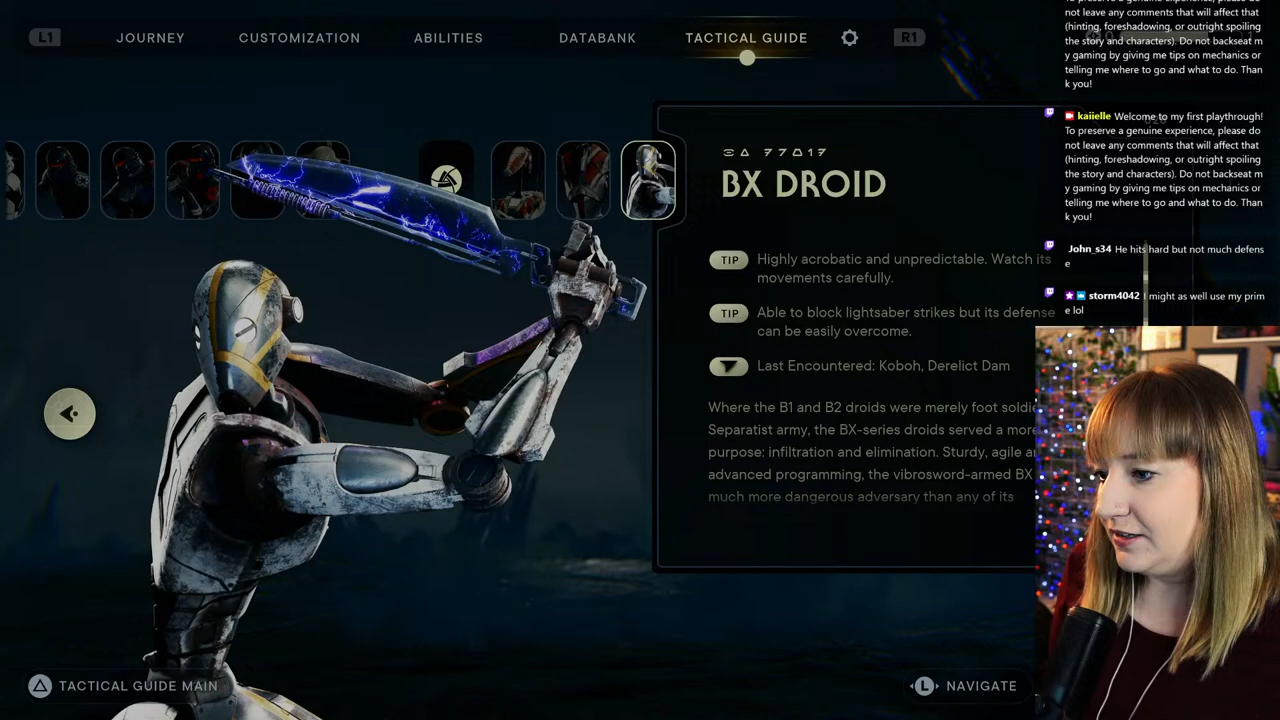 L1
JOURNEY
CUSTOMIZATION
ABILITIES
DATABANK
TACTICAL GUIDE
R1
BX DROID
TIP Highly acrobatic and unpredictable. Watch its
movements carefully.
TIP Able to block lightsaber strikes but its defense
can be easily overcome.
Last Encountered: Koboh, Derelict Dam
Where the B1 and B2 droids were merely foot
Separatist army, the BX-series droids served a more
purpose: infiltration and elimination. Sturdy, agile
advanced programming, the vibrosword-armed BX
much more dangerous adversary than any of its
TACTICAL GUIDE MAIN
L NAVIGATE
not leave any comments that will affect that
(hinting, foreshadowing, or outright spoiling
the story and characters). Do not backseat m
y gaming by giving me tips on mechanics or
telling me where to go and what to do. Than
k you!
kaiielle Welcome to my first playthrough!
To preserve a genuine experience, please do
not leave any comments that will affect that
(hinting, foreshadowing, or outright spoiling
the story and characters). Do not backseat m
y gaming by giving me tips on mechanics or
telling me where to go and what to do. Than
k you!
John_s34 He hits hard but not much defens
e
storm4042 I might as well use my prim
e lol